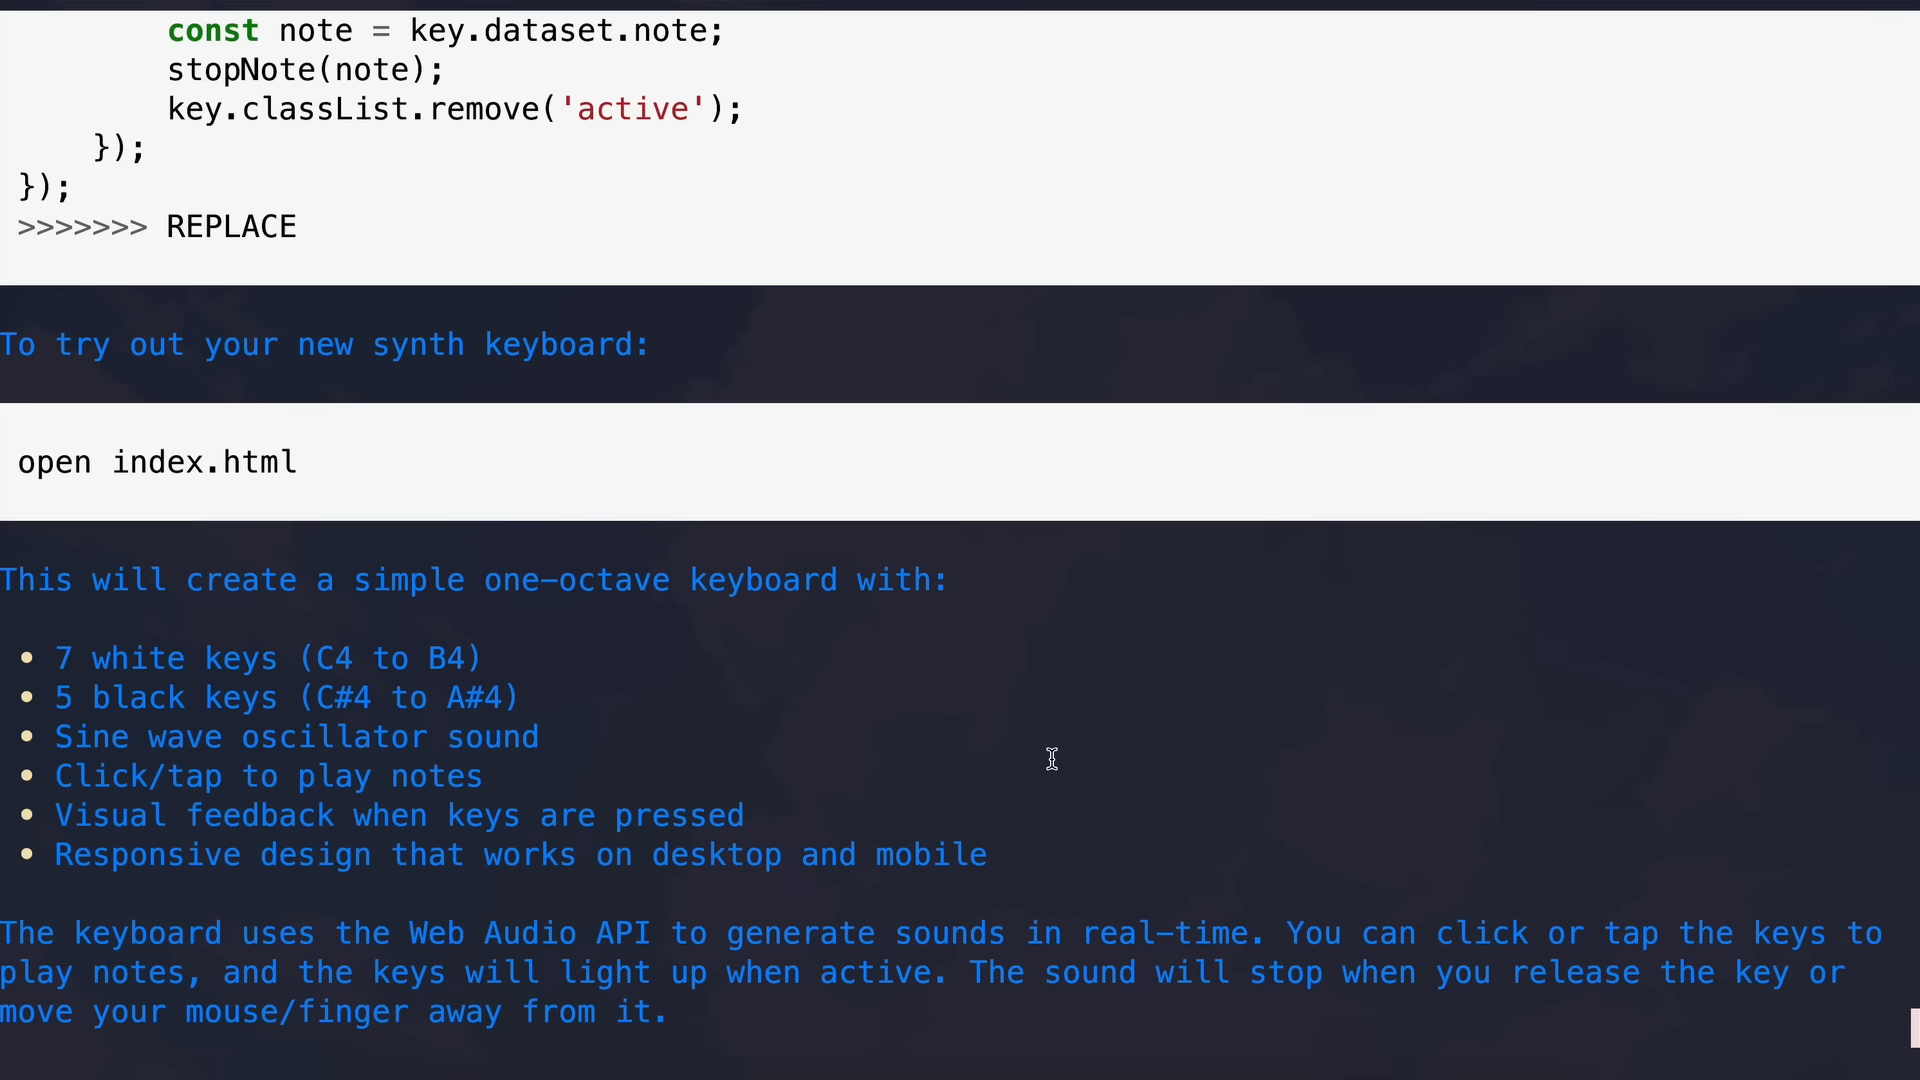 const note = key.dataset.note;
stopNote(note);
key.classList.remove('active');
});
});
>>>>>>> REPLACE
To try out your new synth keyboard:
open index.html
This will create a simple one-octave keyboard with:
• 7 white keys (C4 to B4)
• 5 black keys (C#4 to A#4)
• Sine wave oscillator sound
• Click/tap to play notes
• Visual feedback when keys are pressed
• Responsive design that works on desktop and mobile
The keyboard uses the Web Audio API to generate sounds in real-time. You can click or tap the keys to
play notes, and the keys will light up when active. The sound will stop when you release the key or
move your mouse/finger away from it.